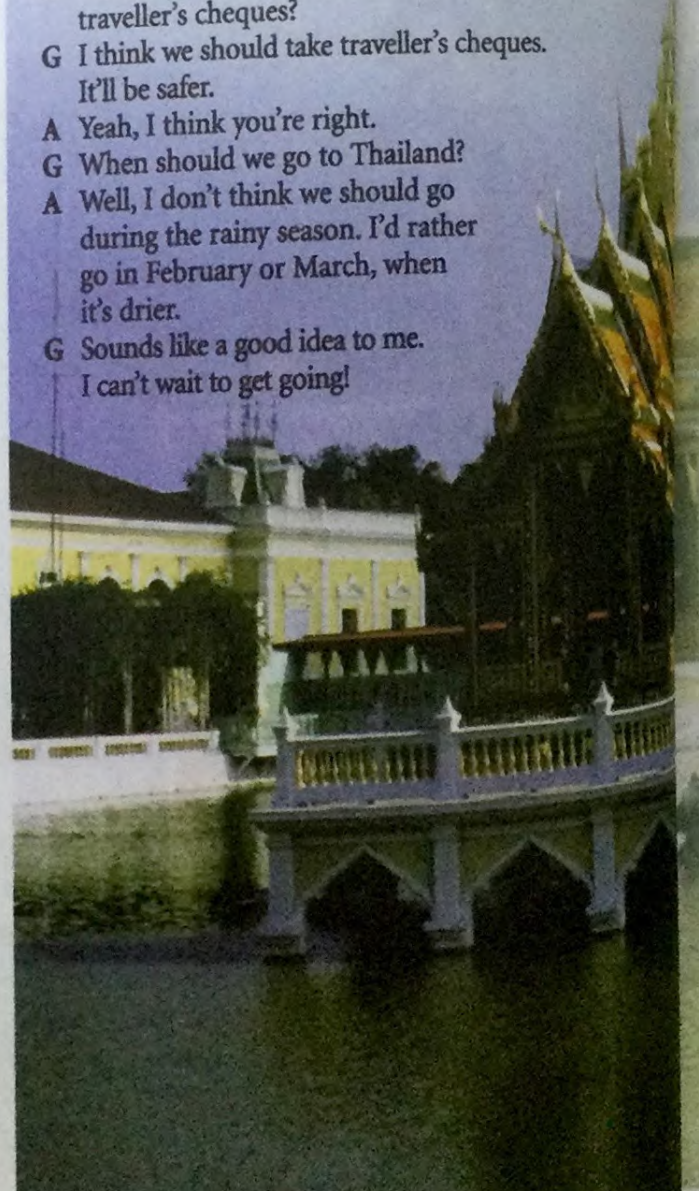 traveller's cheques?
G I think we should take traveller's cheques.
It'll be safer.
A Yeah, I think you're right.
G When should we go to Thailand?
A Well, I don't think we should go
during the rainy season. I'd rather
go in February or March, when
it's drier.
G Sounds like a good idea to me.
I can't wait to get going!